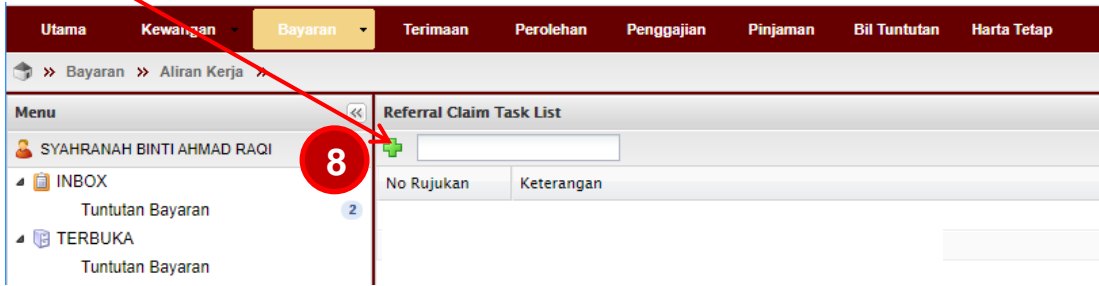 Utama Kewangan Bayaran Terimaan Perolehan Penggajian Pinjaman Bil Tuntutan Harta Tetap
» Bayaran » Aliran Kerja »
Menu « Referral Claim Task List
SYAHRANAH BINTI AHMAD RAQI
8
INBOX
No Rujukan Keterangan
Tuntutan Bayaran 2
TERBUKA
Tuntutan Bayaran